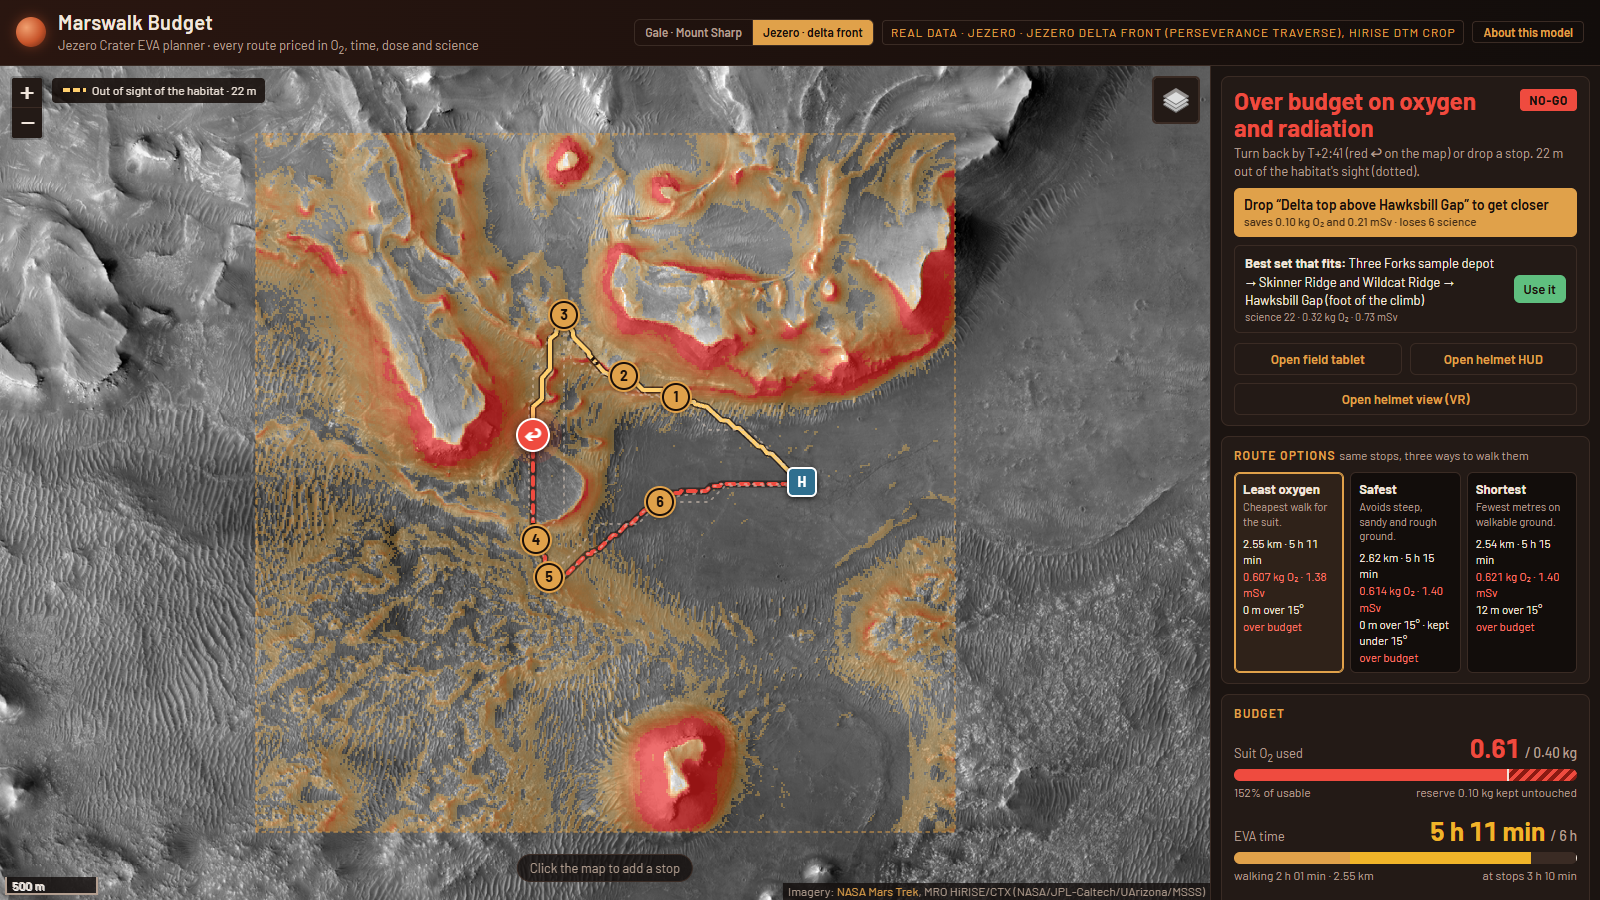 Marswalk Budget
Jezero Crater EVA planner · every route priced in O2, time, dose and science
Gale · Mount Sharp
Jezero · delta front
REAL DATA · JEZERO · JEZERO DELTA FRONT (PERSEVERANCE TRAVERSE), HIRISE DTM CROP
About this model
+
−
Out of sight of the habitat · 22 m
3
2
1
H
6
4
5
500 m
Click the map to add a stop
Imagery: NASA Mars Trek, MRO HiRISE/CTX (NASA/JPL-Caltech/UArizona/MSSS)
Over budget on oxygen
and radiation
NO-GO
Turn back by T+2:41 (red ↩ on the map) or drop a stop. 22 m
out of the habitat's sight (dotted).
Drop “Delta top above Hawksbill Gap” to get closer
saves 0.10 kg O₂ and 0.21 mSv · loses 6 science
Best set that fits: Three Forks sample depot
→ Skinner Ridge and Wildcat Ridge →
Hawksbill Gap (foot of the climb)
science 22 · 0.32 kg O₂ · 0.73 mSv
Use it
Open field tablet
Open helmet HUD
Open helmet view (VR)
ROUTE OPTIONS same stops, three ways to walk them
Least oxygen
Cheapest walk for
the suit.
2.55 km · 5 h 11
min
0.607 kg O₂ · 1.38
mSv
0 m over 15°
over budget
Safest
Avoids steep,
sandy and rough
ground.
2.62 km · 5 h 15
min
0.614 kg O₂ · 1.40
mSv
0 m over 15° · kept
under 15°
over budget
Shortest
Fewest metres on
walkable ground.
2.54 km · 5 h 15
min
0.621 kg O₂ · 1.40
mSv
12 m over 15°
over budget
BUDGET
Suit O2 used
0.61 / 0.40 kg
152% of usable
reserve 0.10 kg kept untouched
EVA time
5 h 11 min / 6 h
walking 2 h 01 min · 2.55 km
at stops 3 h 10 min